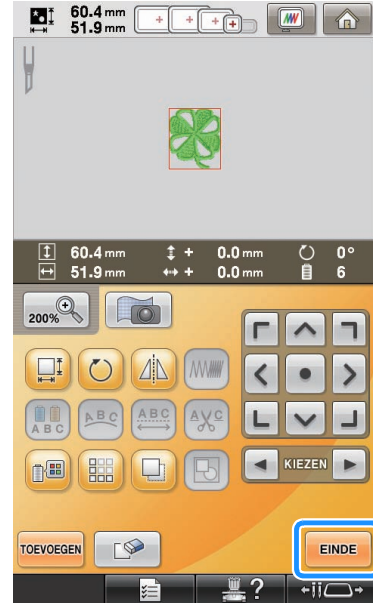 60.4 mm
51.9 mm
60.4 mm + 0.0 mm 0°
51.9 mm + 0.0 mm 6
200%
ABC ABC ABC AC
KIEZEN
TOEVOEGEN EINDE
?